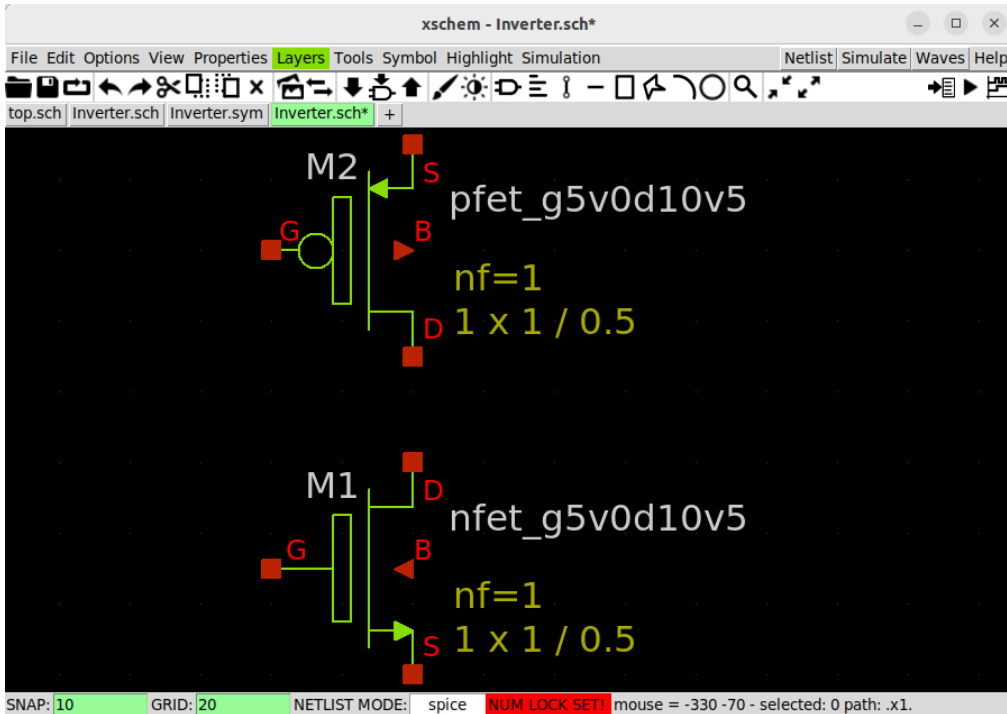 xschem - Inverter.sch*
File Edit Options View Properties Layers Tools Symbol Highlight Simulation Netlist Simulate Waves Help
top.sch Inverter.sch Inverter.sym Inverter.sch* +
M2
S
pfet_g5v0d10v5
G
B
nf=1
D
1 x 1 / 0.5
M1
D
nfet_g5v0d10v5
G
B
nf=1
S
1 x 1 / 0.5
SNAP: 10 GRID: 20 NETLIST MODE: spice NUM LOCK SET! mouse = -330 -70 - selected: 0 path: .x1.